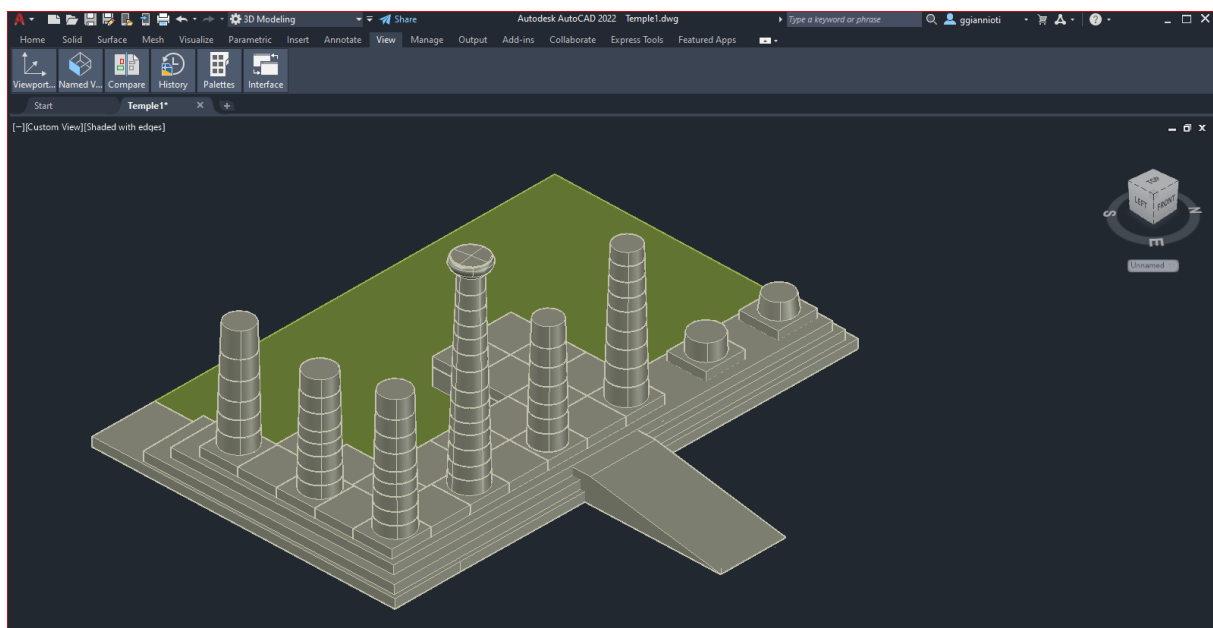 3D Modeling Share Autodesk AutoCAD 2022 Temple1.dwg Type a keyword or phrase ggiannioti
Home Solid Surface Mesh Visualize Parametric Insert Annotate View Manage Output Add-ins Collaborate Express Tools Featured Apps
Viewport... Named V... Compare History Palettes Interface
Start Temple1*
[−][Custom View][Shaded with edges]
TOP
LEFT FRONT
S N
E
Unnamed